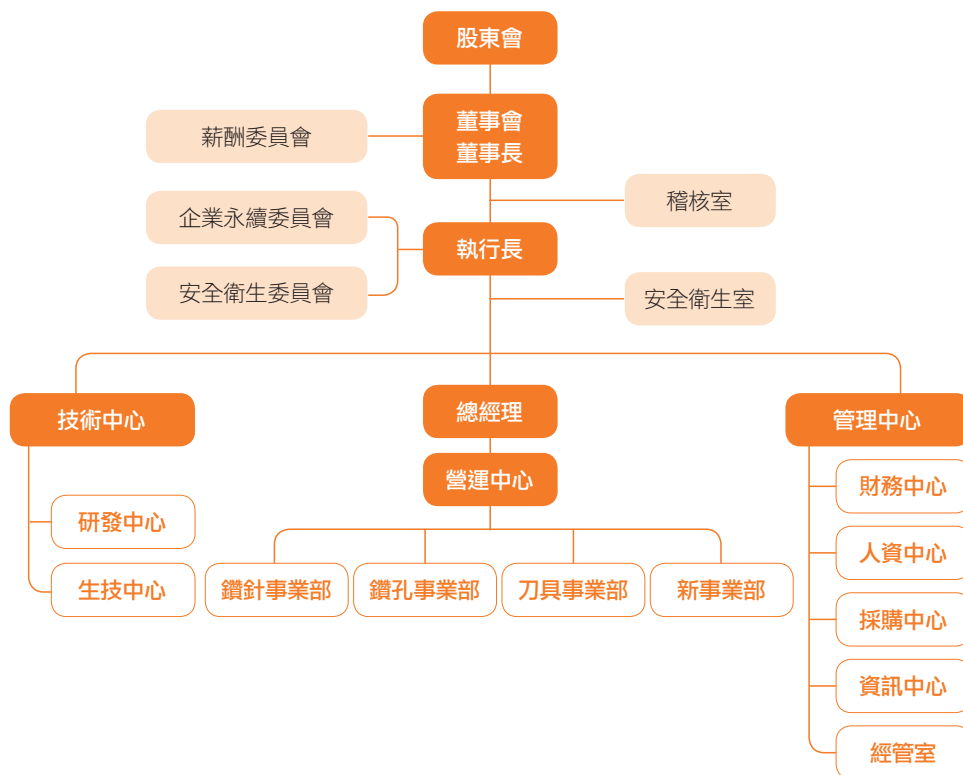 股東會
董事會
董事長
薪酬委員會
稽核室
企業永續委員會
執行長
安全衛生委員會
安全衛生室
技術中心
總經理
管理中心
營運中心
財務中心
研發中心
人資中心
生技中心
鑽針事業部
鑽孔事業部
刀具事業部
新事業部
採購中心
資訊中心
經管室